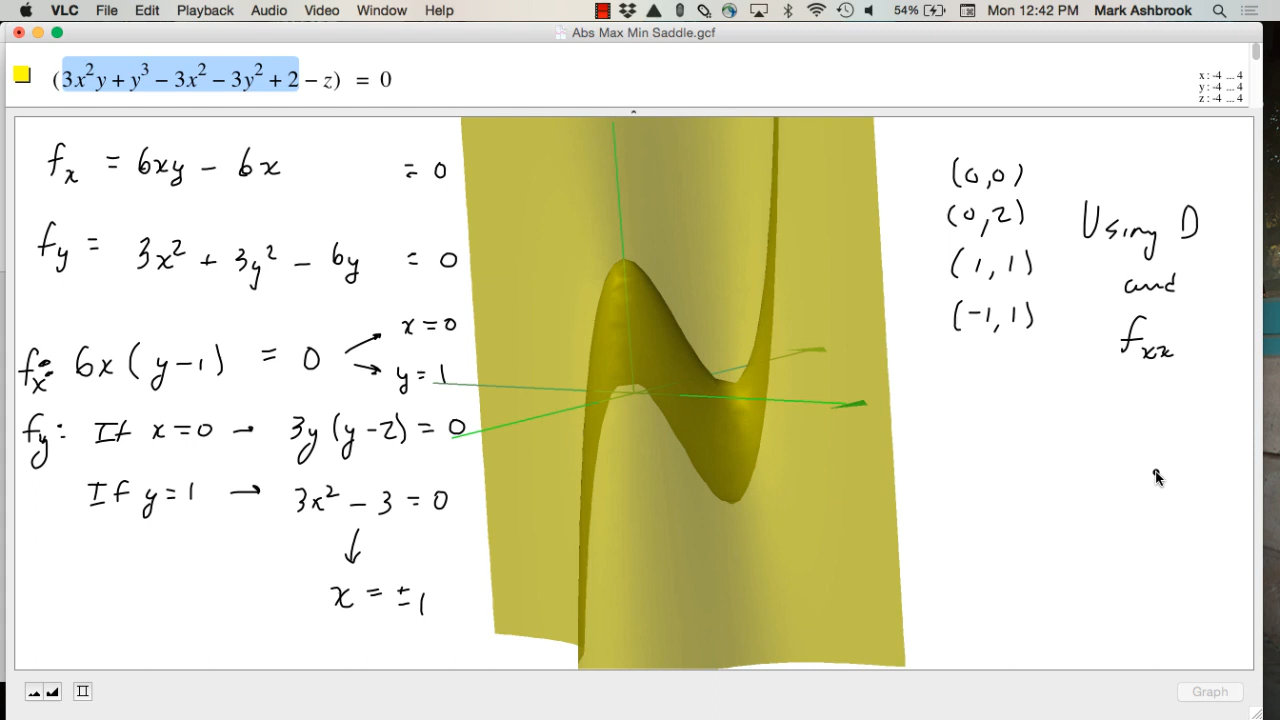 VLC File Edit Playback Audio Video Window Help 54% Mon 12:42 PM Mark Ashbrook
Abs Max Min Saddle.gcf
(3x²y + y³ − 3x² − 3y² + 2 − z) = 0
x: -4 ...4
y: -4 ...4
z: -4 ...4
fₓ = 6xy − 6x = 0
f_y = 3x² + 3y² − 6y = 0
fₓ: 6x(y−1) = 0
x = 0
y = 1
f_y: If x = 0 → 3y(y−2) = 0
If y = 1 → 3x² − 3 = 0
↓
x = ±1
(0,0)
(0,2)
(1,1)
(-1,1)
Using D
and
fₓₓ
Graph